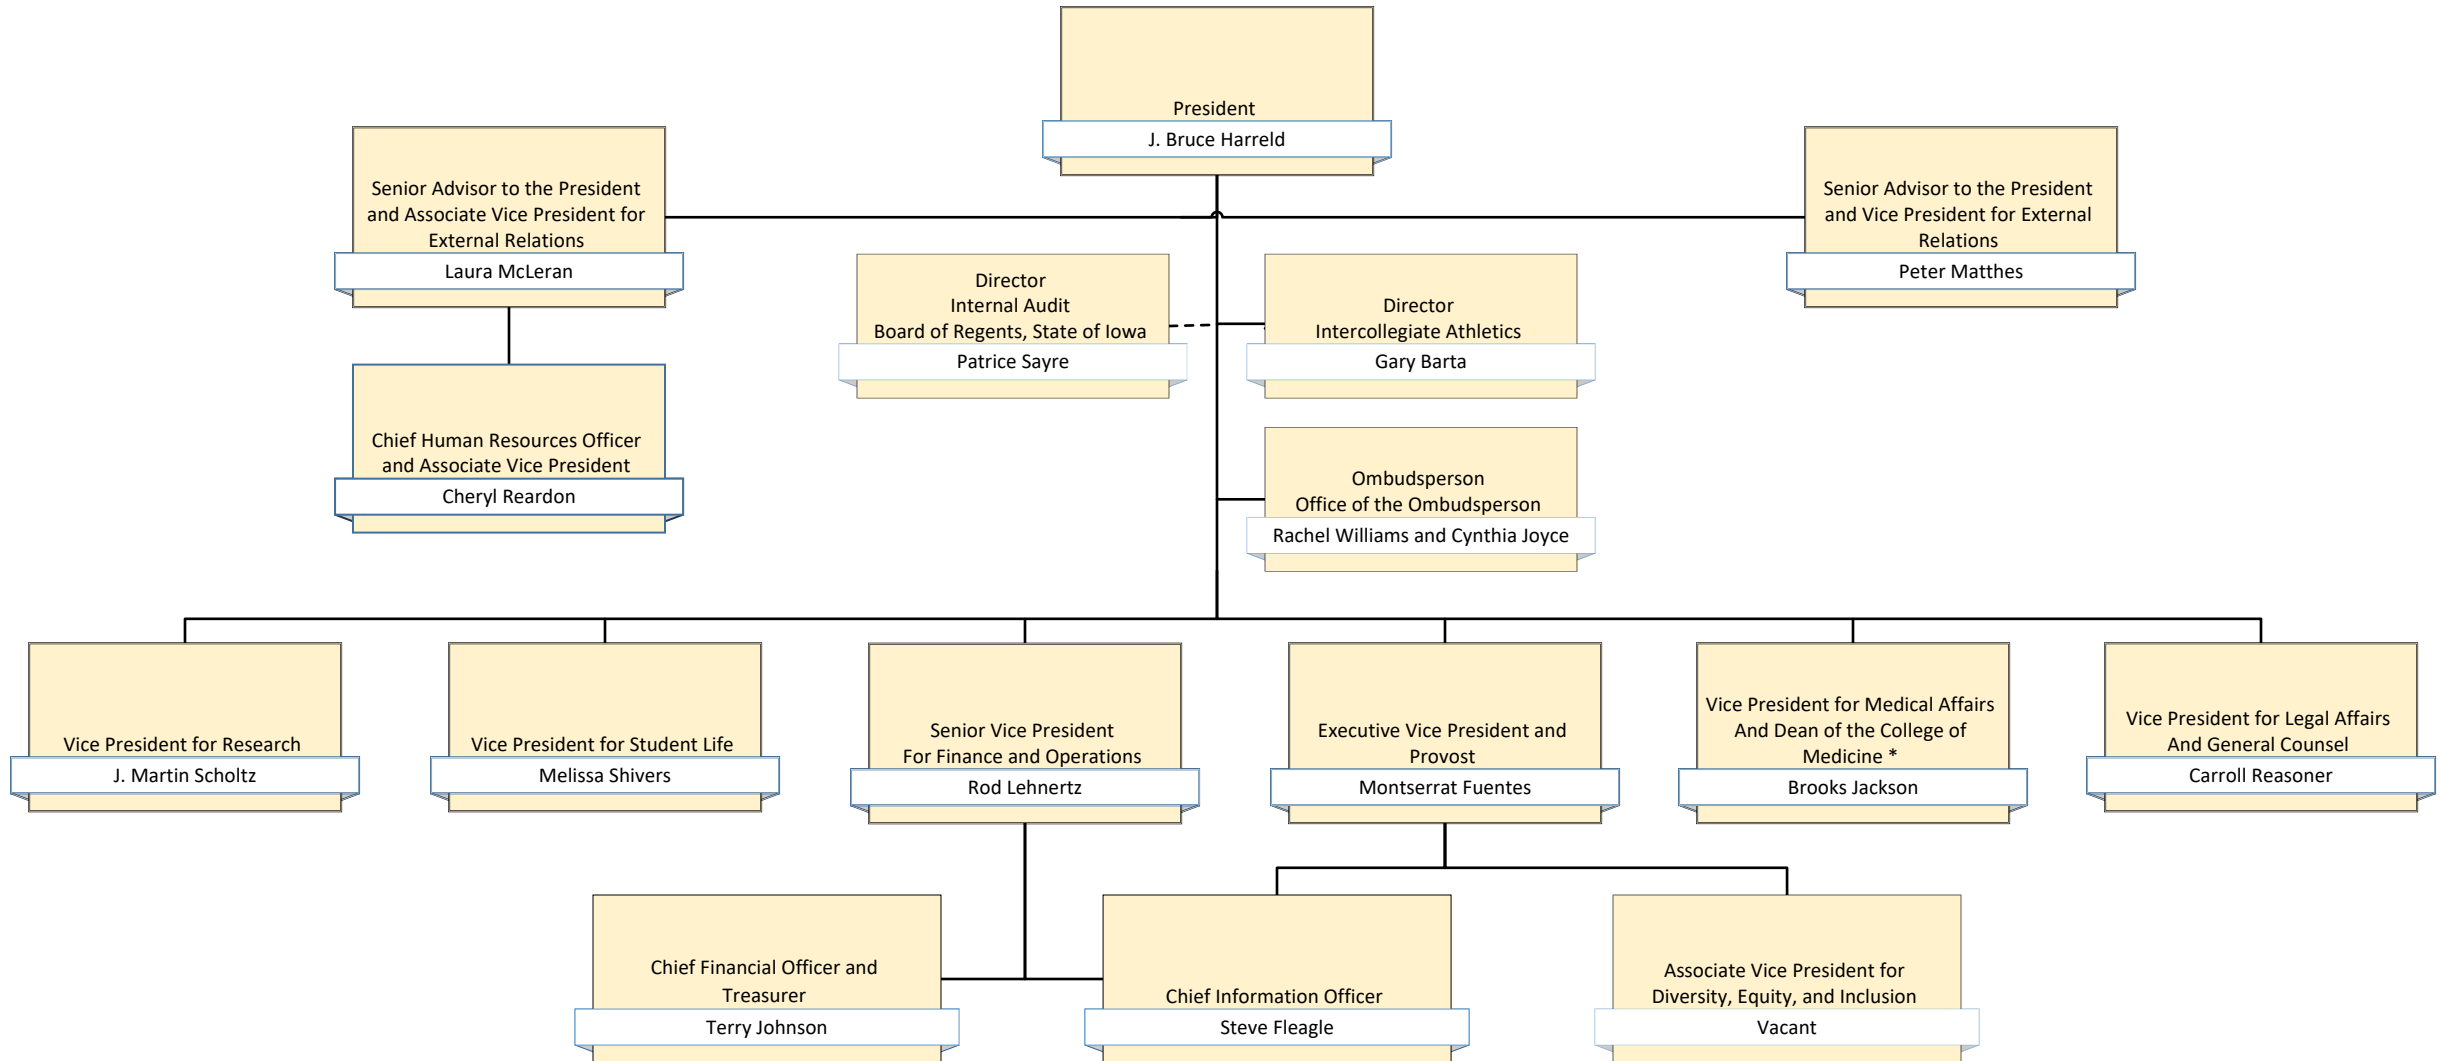 President
J. Bruce Harreld
Senior Advisor to the President
and Associate Vice President for
External Relations
Laura McLeran
Senior Advisor to the President
and Vice President for External
Relations
Peter Matthes
Director
Internal Audit
Board of Regents, State of Iowa
Patrice Sayre
Director
Intercollegiate Athletics
Gary Barta
Chief Human Resources Officer
and Associate Vice President
Cheryl Reardon
Ombudsperson
Office of the Ombudsperson
Rachel Williams and Cynthia Joyce
Vice President for Research
J. Martin Scholtz
Vice President for Student Life
Melissa Shivers
Senior Vice President
For Finance and Operations
Rod Lehnertz
Executive Vice President and
Provost
Montserrat Fuentes
Vice President for Medical Affairs
And Dean of the College of
Medicine *
Brooks Jackson
Vice President for Legal Affairs
And General Counsel
Carroll Reasoner
Chief Financial Officer and
Treasurer
Terry Johnson
Chief Information Officer
Steve Fleagle
Associate Vice President for
Diversity, Equity, and Inclusion
Vacant